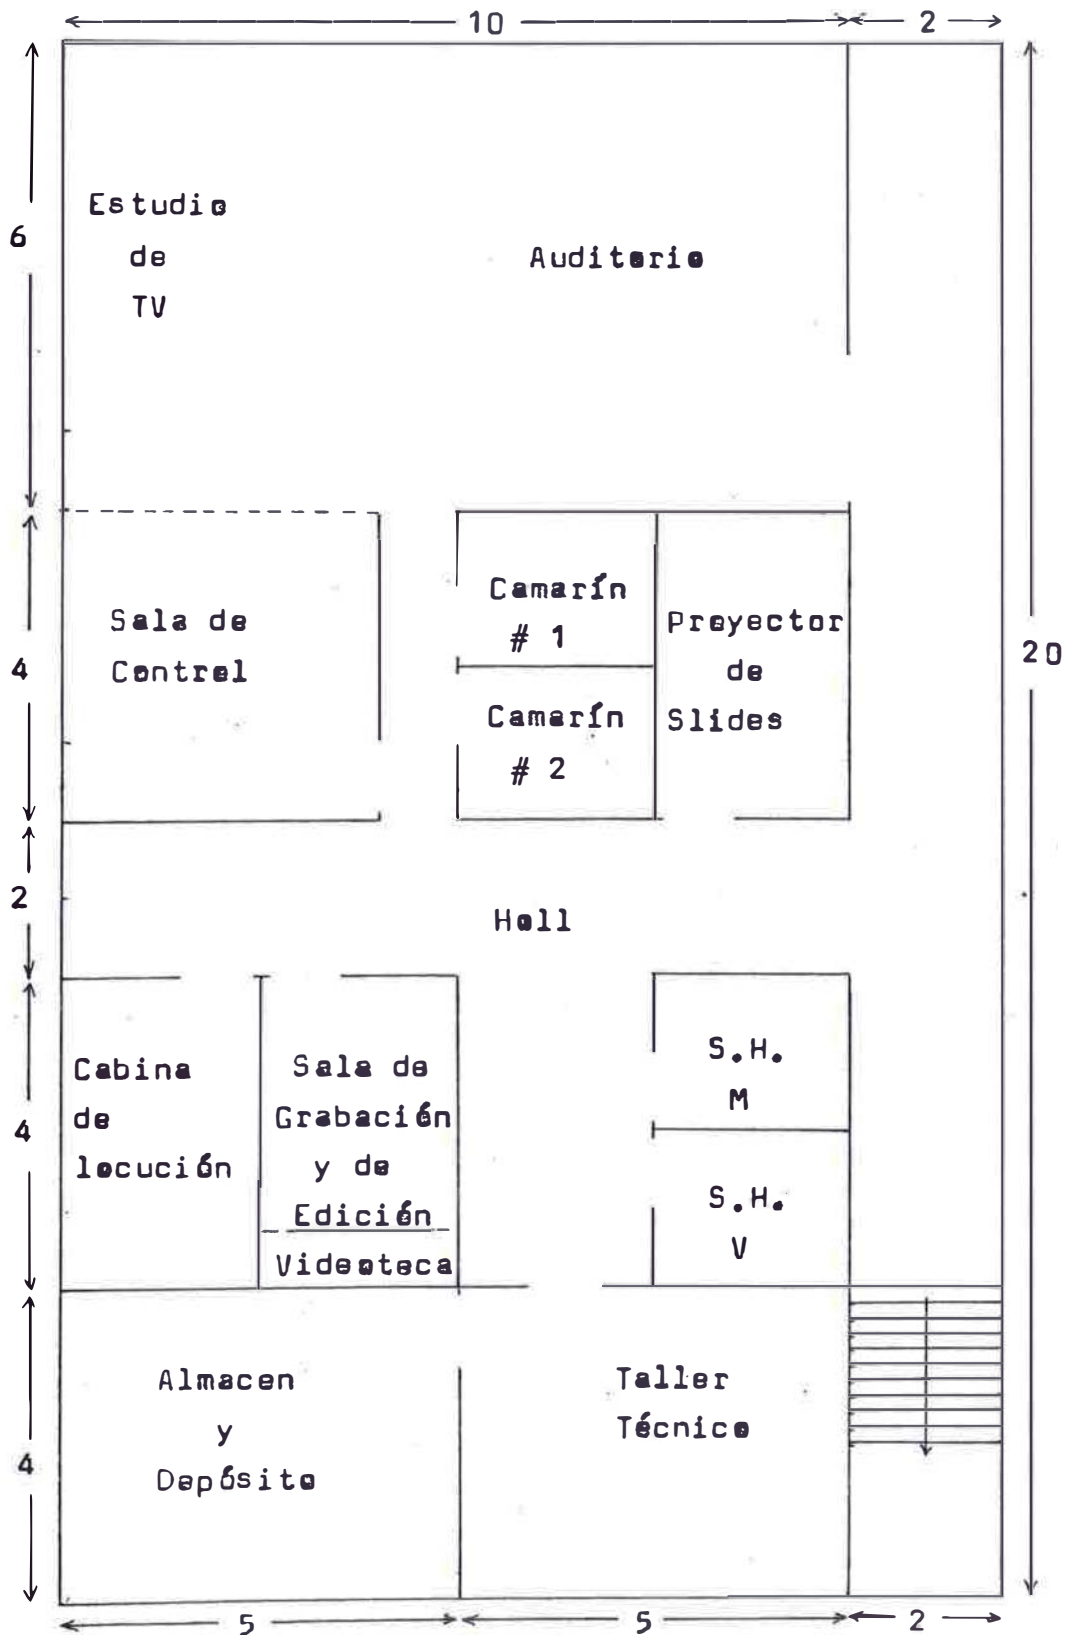 10
2
Estudio
de
TV
Auditorio
6
Sala de
Control
Camarín
# 1
Camarín
# 2
Proyector
de
Slides
4
20
2
Hall
Cabina
de
locución
Sala de
Grabación
y de
Edición
Videoteca
S.H.
M
S.H.
V
4
Almacen
y
Depósito
Taller
Técnico
4
5
5
2